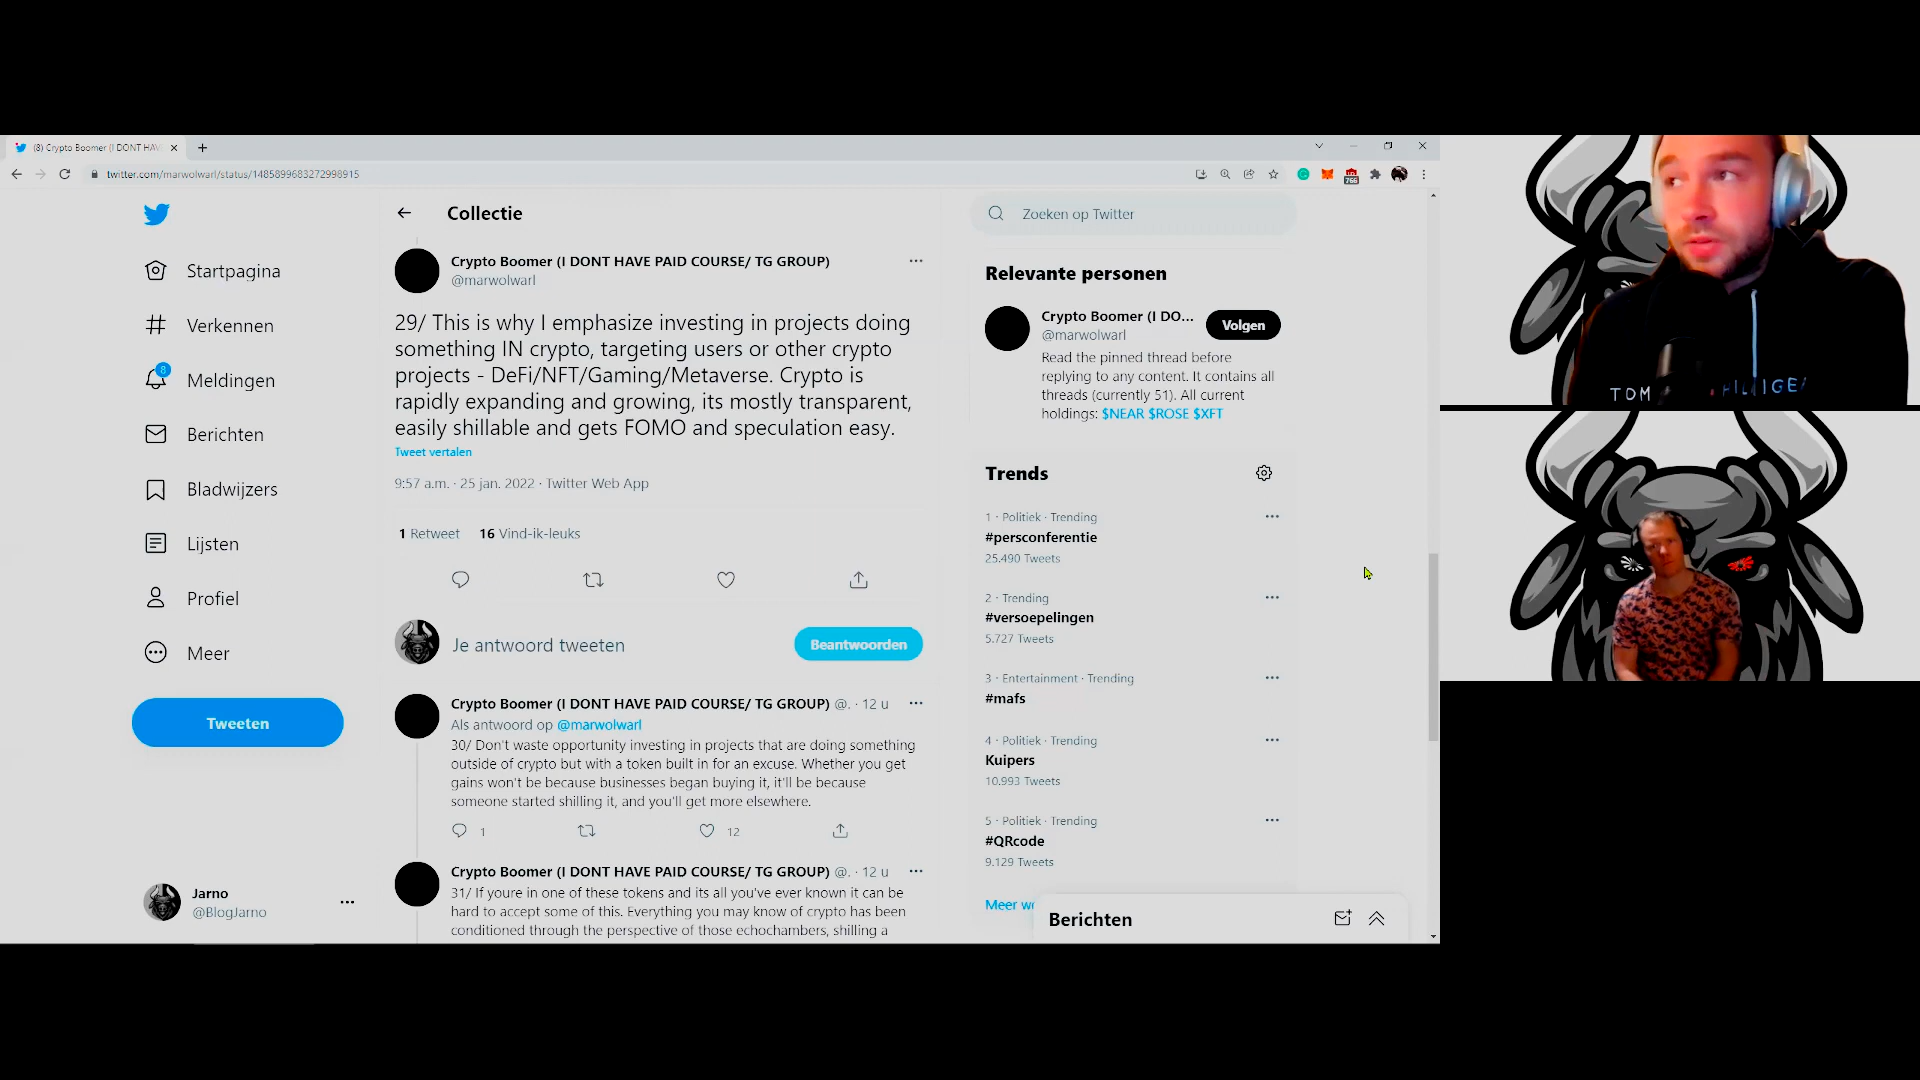 (8) Crypto Boomer (I DONT HAV
twitter.com/marwolwarl/status/1485899683272998915
766
Startpagina
Verkennen
8
Meldingen
Berichten
Bladwijzers
Lijsten
Profiel
Meer
Tweeten
Jarno
@BlogJarno
Collectie
Crypto Boomer (I DONT HAVE PAID COURSE/ TG GROUP)
@marwolwarl
29/ This is why I emphasize investing in projects doing
something IN crypto, targeting users or other crypto
projects - DeFi/NFT/Gaming/Metaverse. Crypto is
rapidly expanding and growing, its mostly transparent,
easily shillable and gets FOMO and speculation easy.
Tweet vertalen
9:57 a.m. · 25 jan. 2022 · Twitter Web App
1 Retweet 16 Vind-ik-leuks
Je antwoord tweeten
Beantwoorden
Crypto Boomer (I DONT HAVE PAID COURSE/ TG GROUP) @. · 12 u
Als antwoord op @marwolwarl
30/ Don't waste opportunity investing in projects that are doing something
outside of crypto but with a token built in for an excuse. Whether you get
gains won't be because businesses began buying it, it'll be because
someone started shilling it, and you'll get more elsewhere.
1 12
Crypto Boomer (I DONT HAVE PAID COURSE/ TG GROUP) @. · 12 u
31/ If youre in one of these tokens and its all you've ever known it can be
hard to accept some of this. Everything you may know of crypto has been
conditioned through the perspective of those echochambers, shilling a
Zoeken op Twitter
Relevante personen
Crypto Boomer (I DO...
@marwolwarl
Volgen
Read the pinned thread before
replying to any content. It contains all
threads (currently 51). All current
holdings: $NEAR $ROSE $XFT
Trends
1 · Politiek · Trending
#persconferentie
25.490 Tweets
2 · Trending
#versoepelingen
5.727 Tweets
3 · Entertainment · Trending
#mafs
4 · Politiek · Trending
Kuipers
10.993 Tweets
5 · Politiek · Trending
#QRcode
9.129 Tweets
Meer
Berichten
TOM